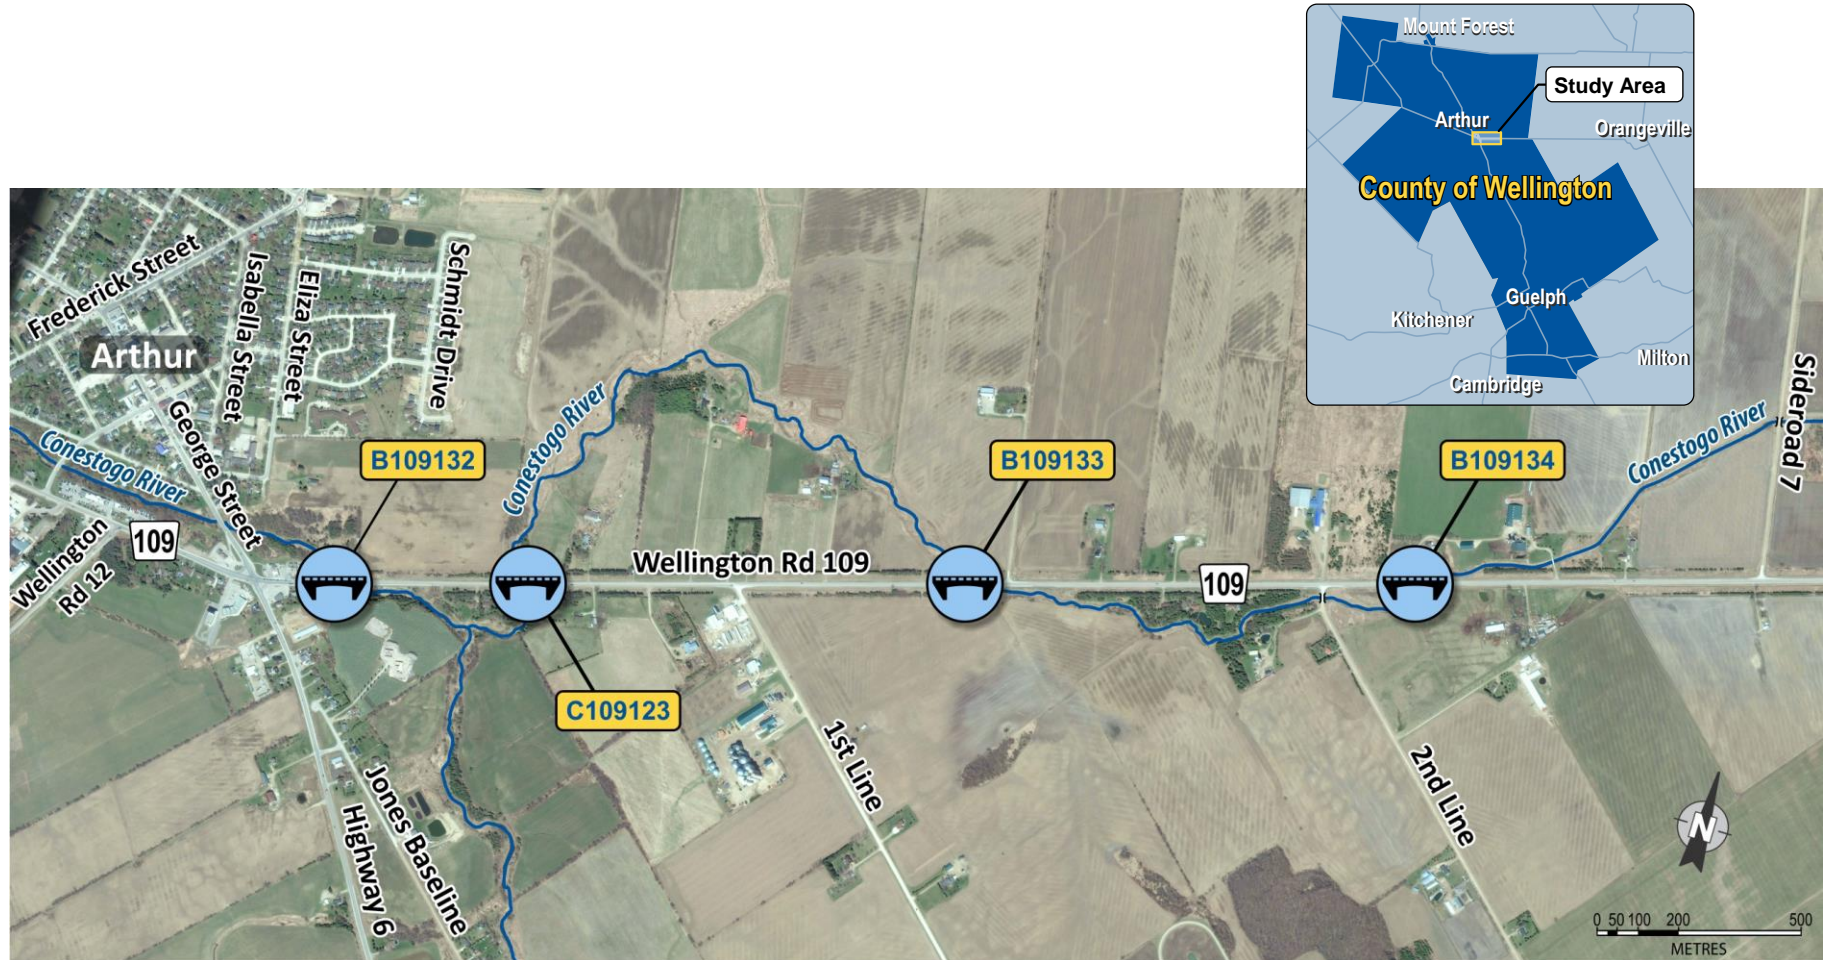 Mount Forest
Study Area
Arthur
Orangeville
County of Wellington
Guelph
Kitchener
Milton
Cambridge
Frederick Street
Isabella Street
Eliza Street
Schmidt Drive
Arthur
George Street
Conestogo River
Conestogo River
Conestogo River
Sideroad 7
B109132
B109133
B109134
109
Wellington
Rd 12
Wellington Rd 109
109
C109123
1st Line
2nd Line
Jones Baseline
Highway 6
N
0 50 100 200 500
METRES